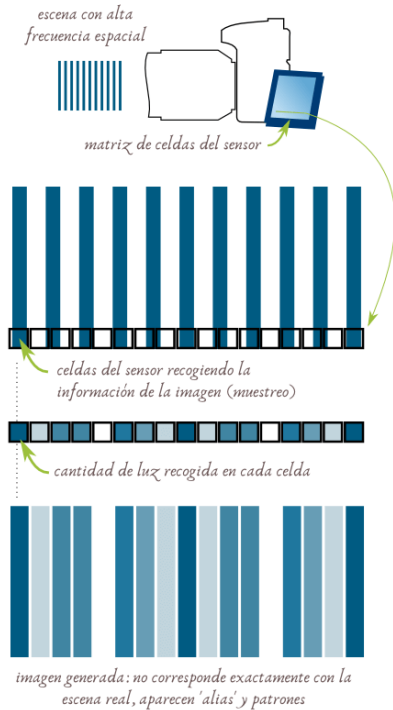 escena con alta
frecuencia espacial
matriz de celdas del sensor
celdas del sensor recogiendo la
información de la imagen (muestreo)
cantidad de luz recogida en cada celda
imagen generada: no corresponde exactamente con la
escena real, aparecen 'alias' y patrones